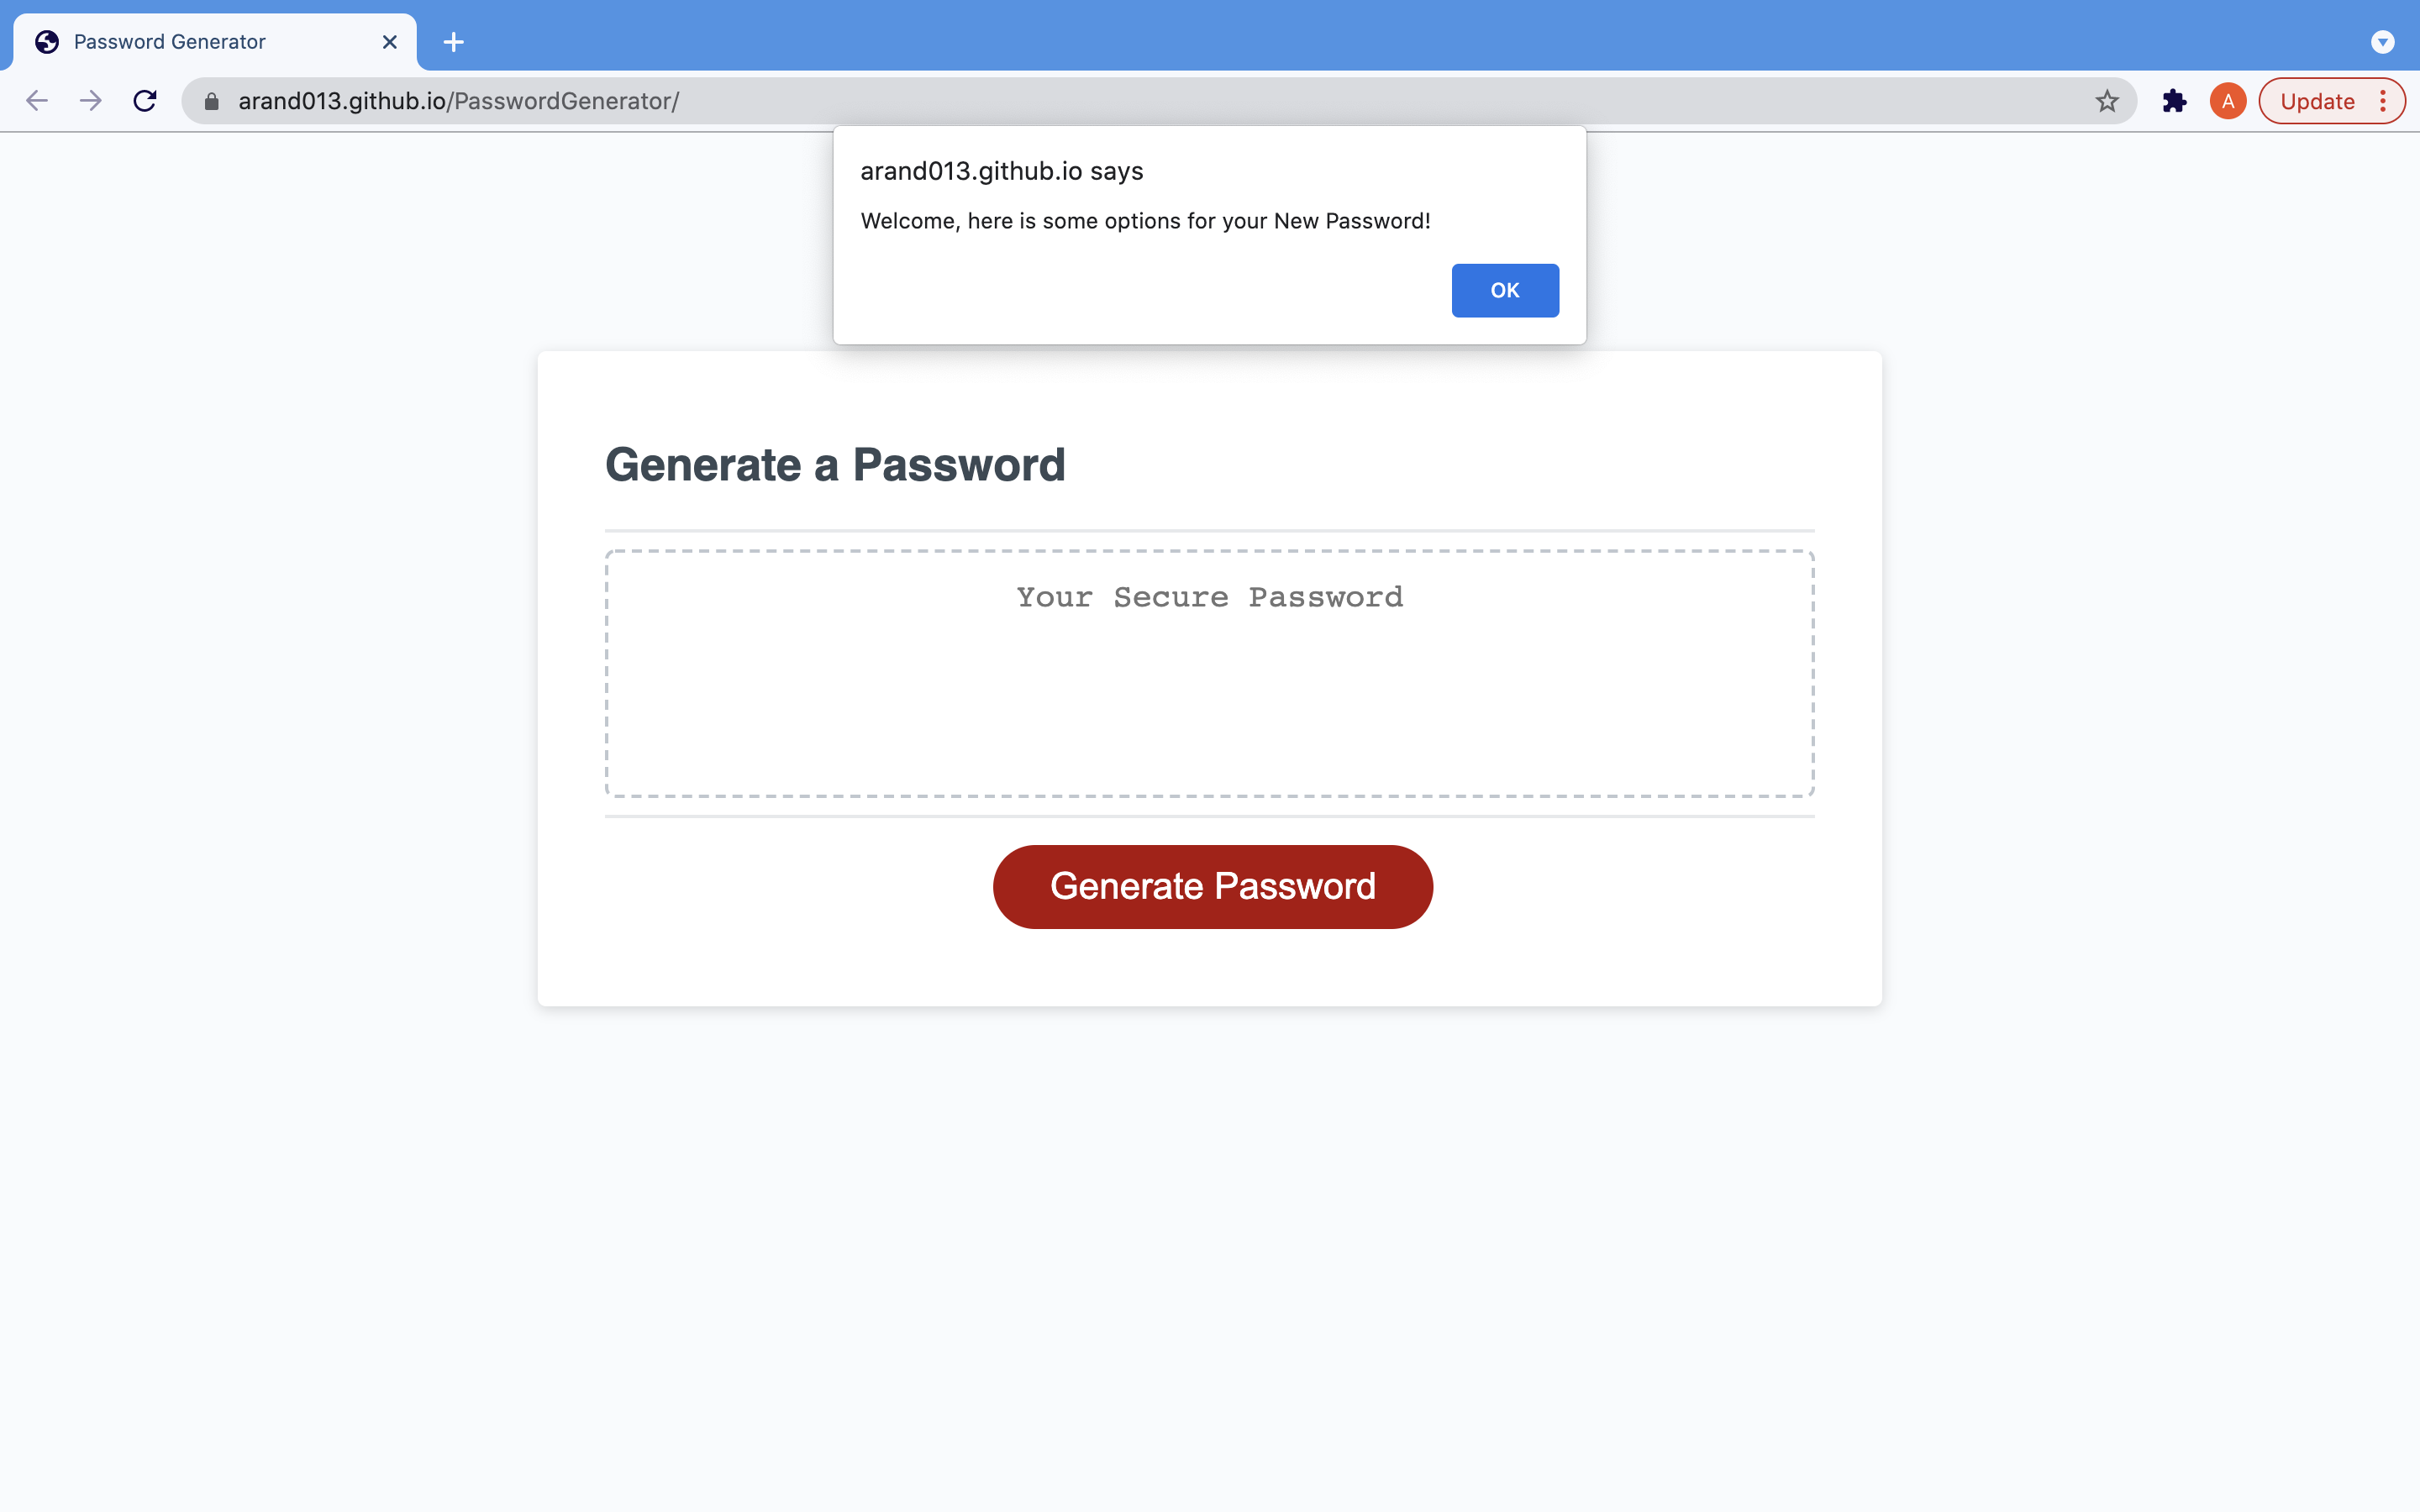 Password Generator
arand013.github.io/PasswordGenerator/
A
Update
arand013.github.io says
Welcome, here is some options for your New Password!
OK
Generate a Password
Your Secure Password
Generate Password